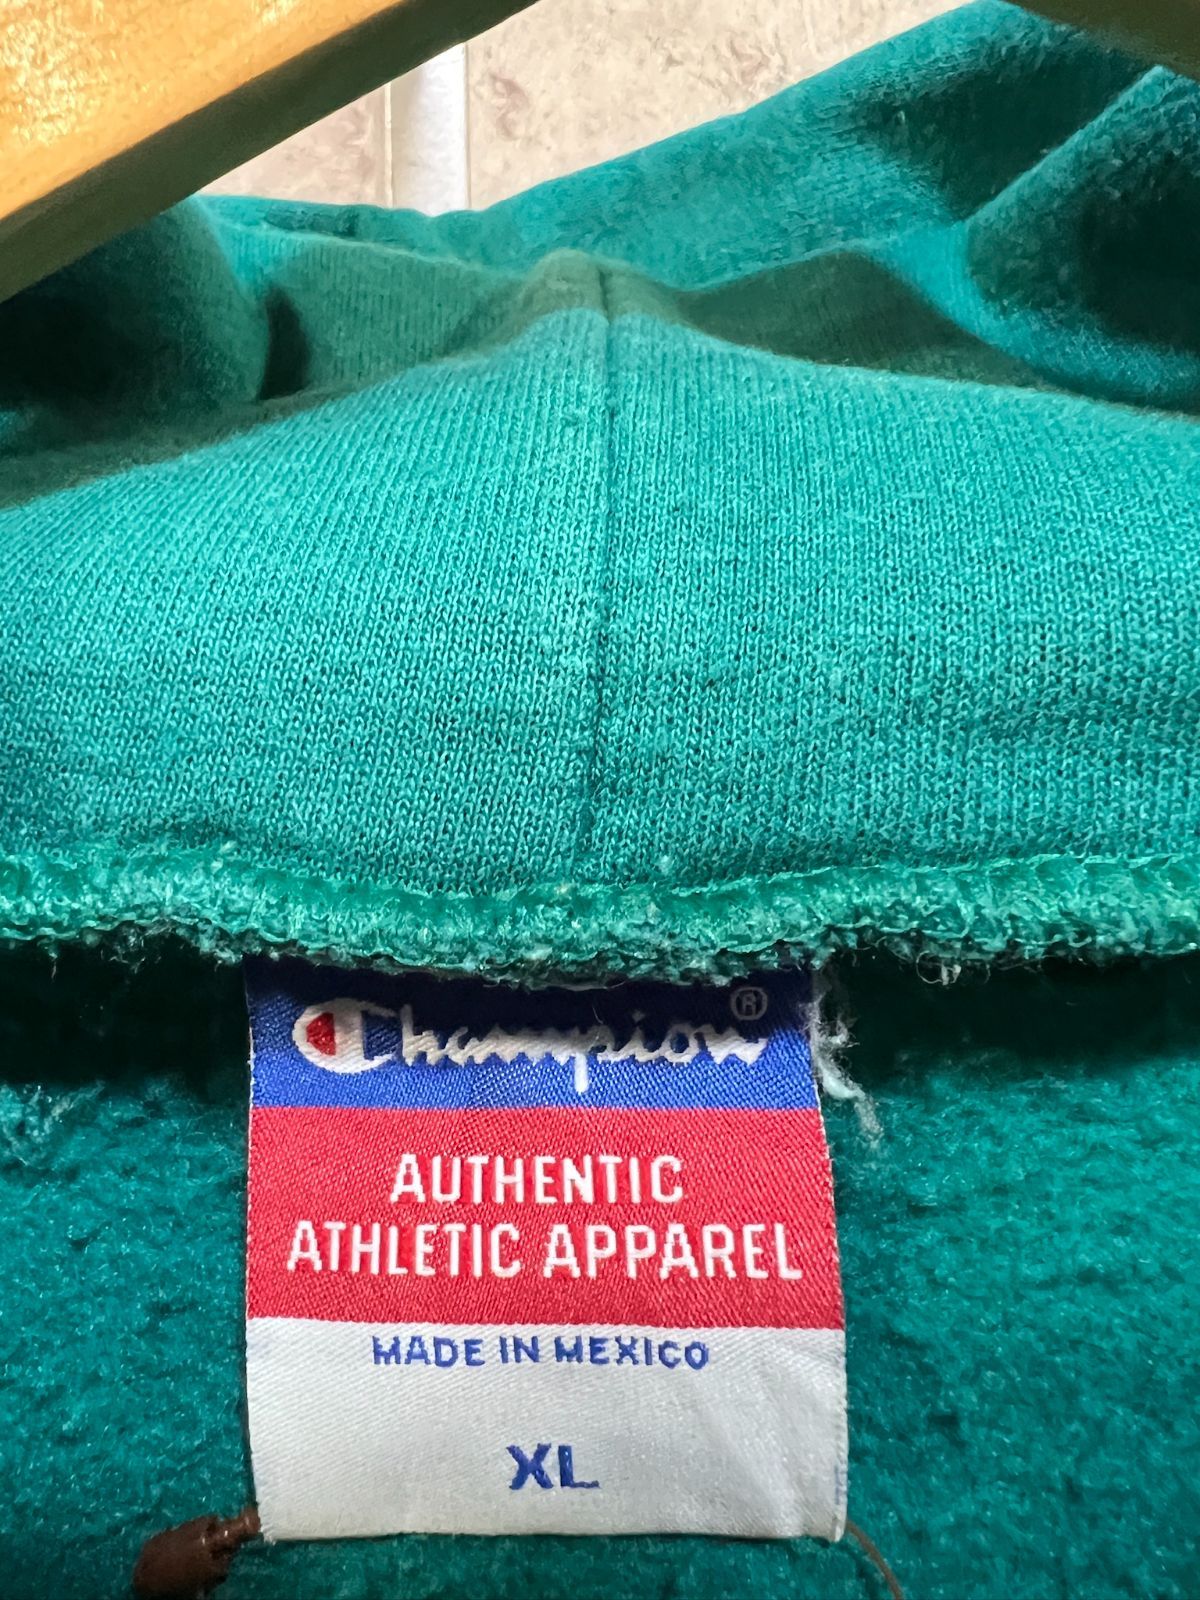 Champion®
AUTHENTIC
ATHLETIC APPAREL
MADE IN MEXICO
XL